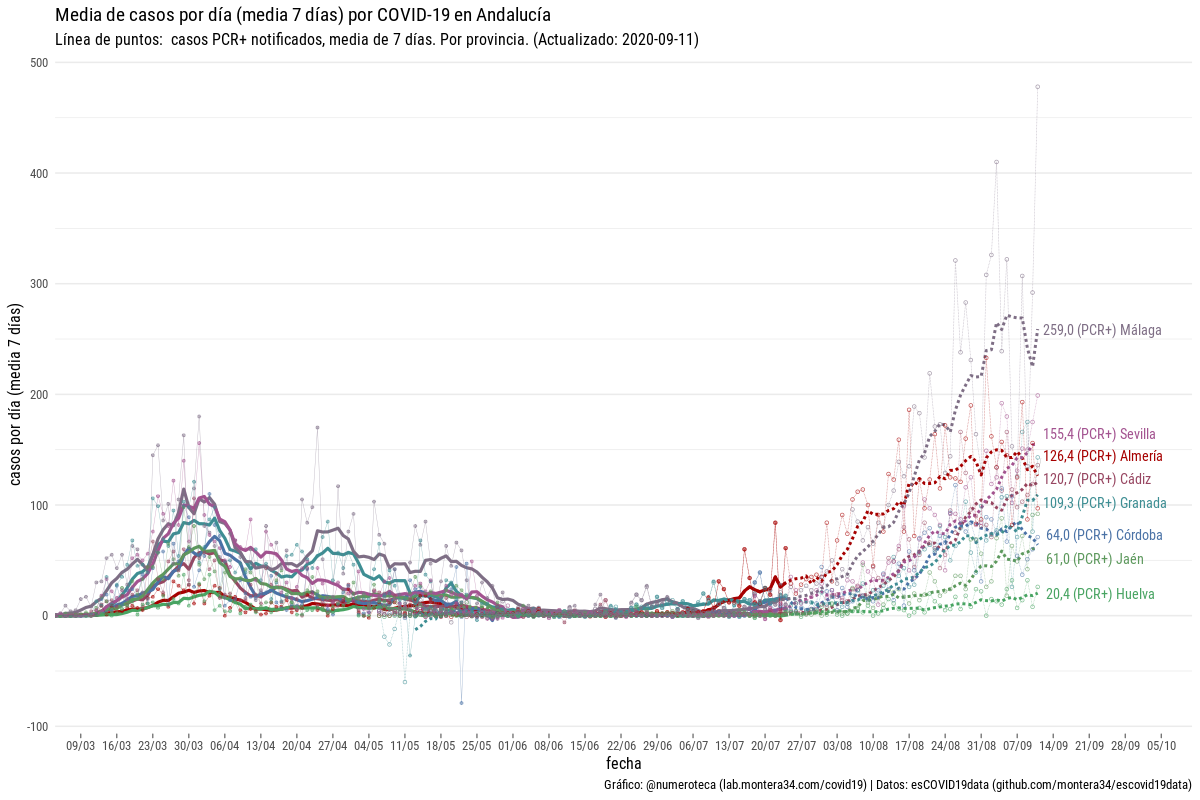 Media de casos por día (media 7 días) por COVID-19 en Andalucía
Línea de puntos:  casos PCR+ notificados, media de 7 días. Por provincia. (Actualizado: 2020-09-11)
500
400
300
200
100
0
-100
casos por día (media 7 días)
259,0 (PCR+) Málaga
155,4 (PCR+) Sevilla
126,4 (PCR+) Almería
120,7 (PCR+) Cádiz
109,3 (PCR+) Granada
64,0 (PCR+) Córdoba
61,0 (PCR+) Jaén
20,4 (PCR+) Huelva
09/03 16/03 23/03 30/03 06/04 13/04 20/04 27/04 04/05 11/05 18/05 25/05 01/06 08/06 15/06 22/06 29/06 06/07 13/07 20/07 27/07 03/08 10/08 17/08 24/08 31/08 07/09 14/09 21/09 28/09 05/10
fecha
Gráfico: @numeroteca (lab.montera34.com/covid19) | Datos: esCOVID19data (github.com/montera34/escovid19data)